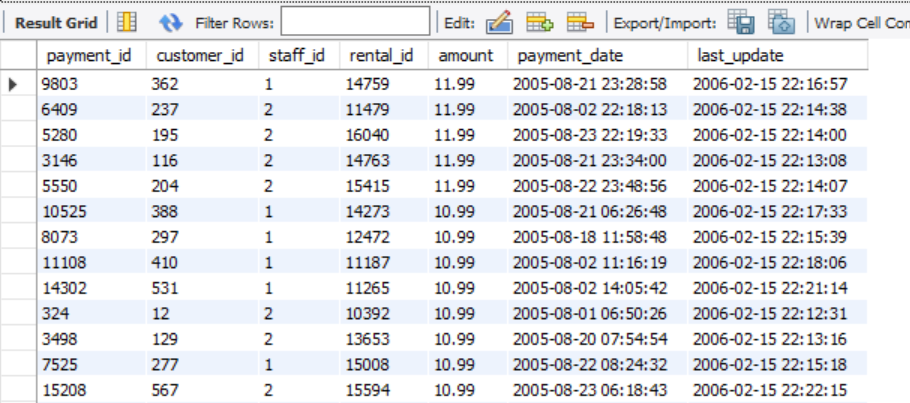 Result Grid Filter Rows: Edit: Export/Import: Wrap Cell Con
payment_id customer_id staff_id rental_id amount payment_date last_update
9803 362 1 14759 11.99 2005-08-21 23:28:58 2006-02-15 22:16:57
6409 237 2 11479 11.99 2005-08-02 22:18:13 2006-02-15 22:14:38
5280 195 2 16040 11.99 2005-08-23 22:19:33 2006-02-15 22:14:00
3146 116 2 14763 11.99 2005-08-21 23:34:00 2006-02-15 22:13:08
5550 204 2 15415 11.99 2005-08-22 23:48:56 2006-02-15 22:14:07
10525 388 1 14273 10.99 2005-08-21 06:26:48 2006-02-15 22:17:33
8073 297 1 12472 10.99 2005-08-18 11:58:48 2006-02-15 22:15:39
11108 410 1 11187 10.99 2005-08-02 11:16:19 2006-02-15 22:18:06
14302 531 1 11265 10.99 2005-08-02 14:05:42 2006-02-15 22:21:14
324 12 2 10392 10.99 2005-08-01 06:50:26 2006-02-15 22:12:31
3498 129 2 13653 10.99 2005-08-20 07:54:54 2006-02-15 22:13:16
7525 277 1 15008 10.99 2005-08-22 08:24:32 2006-02-15 22:15:18
15208 567 2 15594 10.99 2005-08-23 06:18:43 2006-02-15 22:22:15